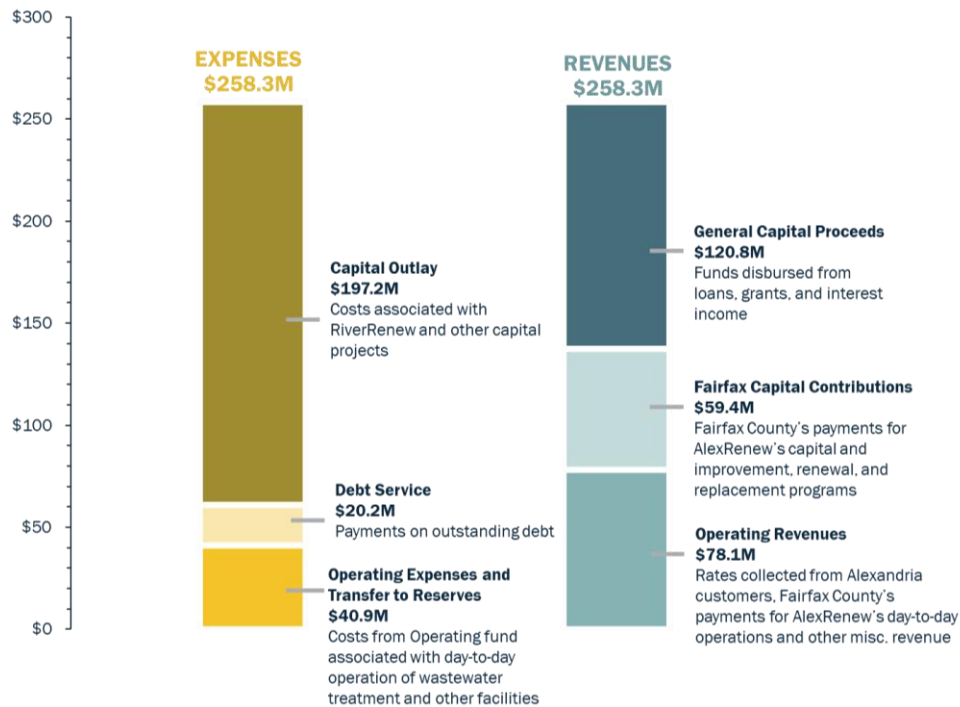 $300
$250
$200
$150
$100
$50
$0
EXPENSES
$258.3M
Capital Outlay
$197.2M
Costs associated with
RiverRenew and other capital
projects
Debt Service
$20.2M
Payments on outstanding debt
Operating Expenses and
Transfer to Reserves
$40.9M
Costs from Operating fund
associated with day-to-day
operation of wastewater
treatment and other facilities
REVENUES
$258.3M
General Capital Proceeds
$120.8M
Funds disbursed from
loans, grants, and interest
income
Fairfax Capital Contributions
$59.4M
Fairfax County's payments for
AlexRenew's capital and
improvement, renewal, and
replacement programs
Operating Revenues
$78.1M
Rates collected from Alexandria
customers, Fairfax County's
payments for AlexRenew's day-to-day
operations and other misc. revenue